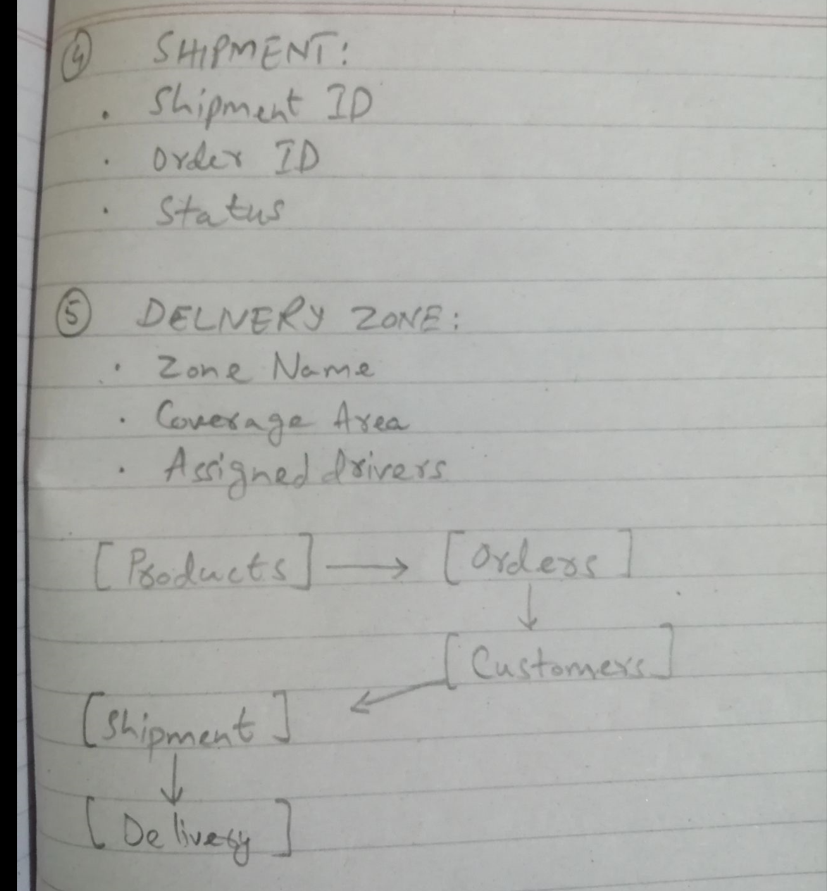 ④ SHIPMENT:
· Shipment ID
· Order ID
· Status
⑤ DELIVERY ZONE:
· Zone Name
· Coverage Area
· Assigned drivers
[Products] → [Orders]
↓
[Customers]
↙
[Shipment]
↓
[Delivery]